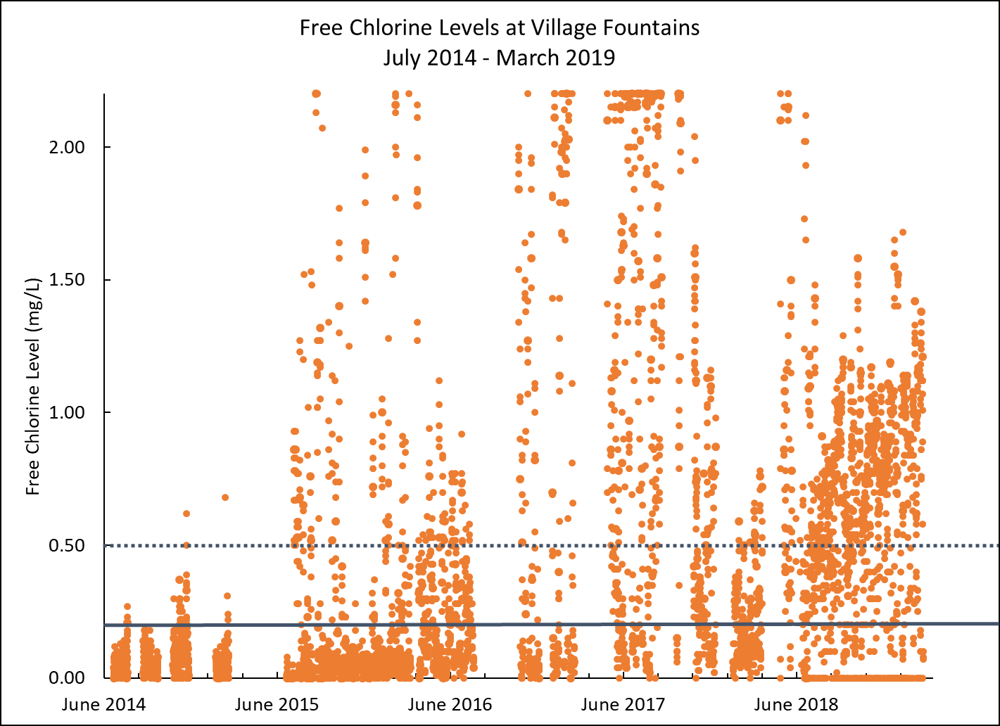 Free Chlorine Levels at Village Fountains
July 2014 - March 2019
Free Chlorine Level (mg/L)
2.00
1.50
1.00
0.50
0.00
June 2014
June 2015
June 2016
June 2017
June 2018